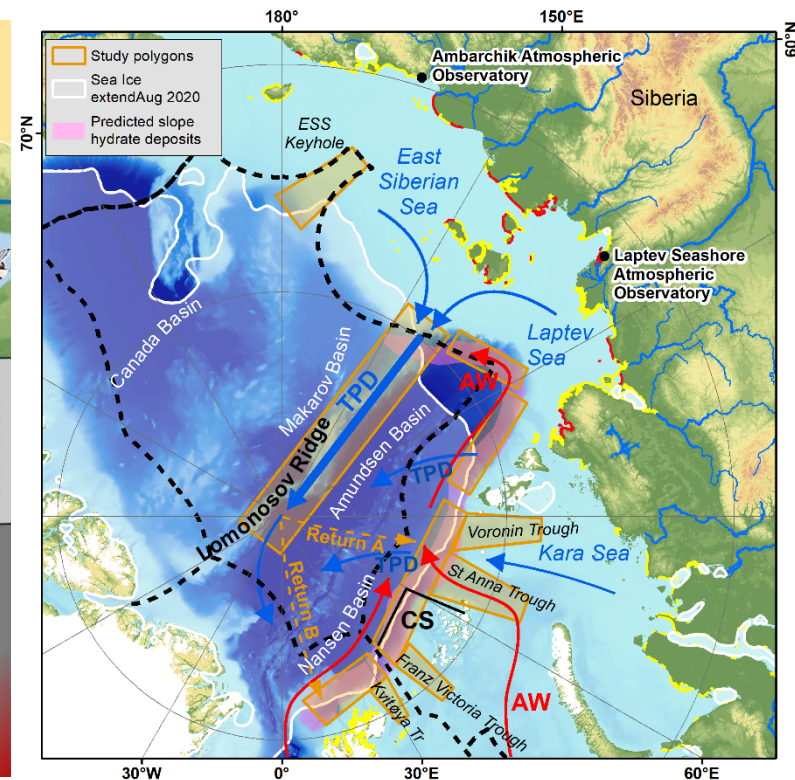 180°
150°E
N.09
70°N
Study polygons
Sea Ice
extendAug 2020
Predicted slope
hydrate deposits
Ambarchik Atmospheric
Observatory
Siberia
ESS
Keyhole
East
Siberian
Sea
Laptev Seashore
Atmospheric
Observatory
Laptev
Sea
Canada Basin
Makarov Basin
TPD
AW
Lomonosov Ridge
Amundsen Basin
TPD
Voronin Trough
Kara Sea
Return A
TPD
St Anna Trough
Return B
Nansen Basin
CS
Franz Victoria Trough
Kvitøya Tr
AW
30°W
0°
30°E
60°E